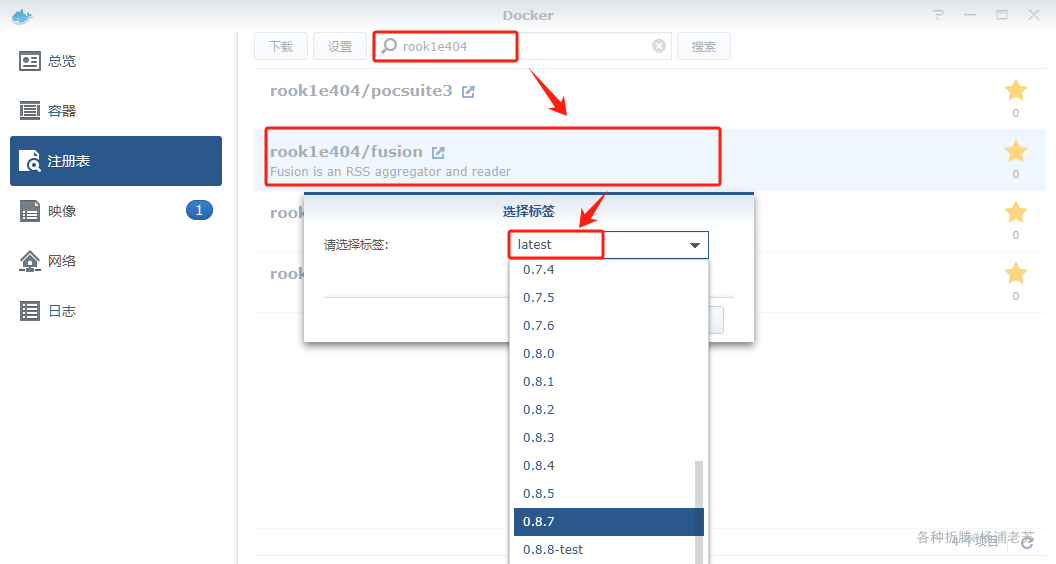 Docker
总览
容器
注册表
映像
1
网络
日志
下载
设置
rook1e404
搜索
rook1e404/pocsuite3
0
rook1e404/fusion
Fusion is an RSS aggregator and reader
0
rook
0
rook
0
选择标签
请选择标签:
latest
0.7.4
0.7.5
0.7.6
0.8.0
0.8.1
0.8.2
0.8.3
0.8.4
0.8.5
0.8.7
0.8.8-test
4 个项目
各种折腾@杨浦老苏